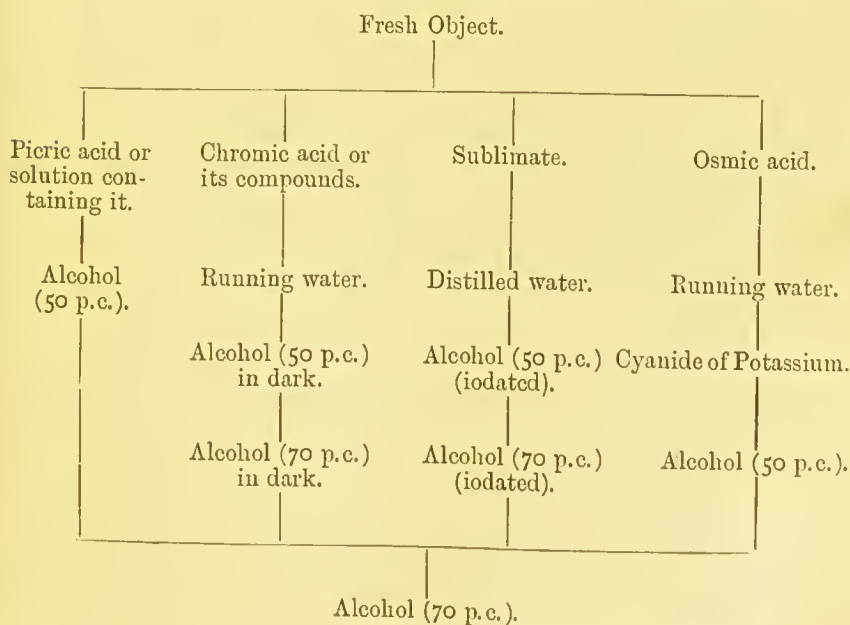 Fresh Object.
Picric acid or
solution con-
taining it.
Chromic acid or
its compounds.
Sublimate.
Osmic acid.
Alcohol
(50 p.c.).
Running water.
Distilled water.
Running water.
Alcohol (50 p.c.)
in dark.
Alcohol (50 p.c.)
(iodated).
Cyanide of Potassium.
Alcohol (70 p.c.)
in dark.
Alcohol (70 p.c.)
(iodated).
Alcohol (50 p.c.).
Alcohol (70 p.c.).